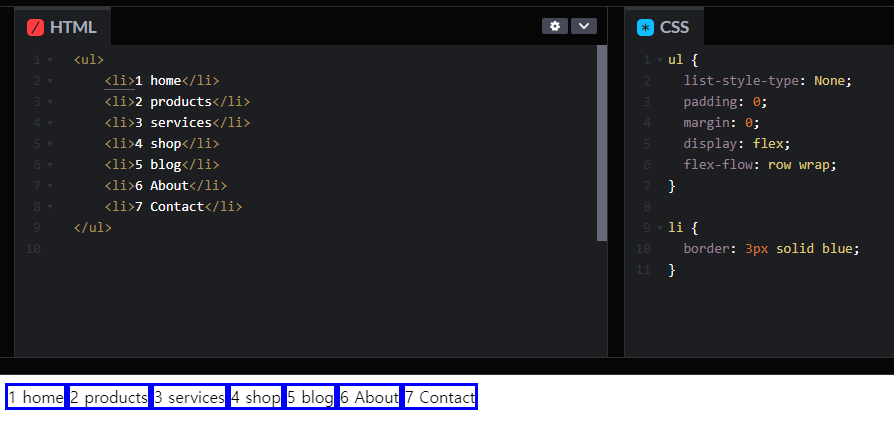 HTML
1 <ul>
2 <li>1 home</li>
3 <li>2 products</li>
4 <li>3 services</li>
5 <li>4 shop</li>
6 <li>5 blog</li>
7 <li>6 About</li>
8 <li>7 Contact</li>
9 </ul>
10
CSS
1 ul {
2 list-style-type: None;
3 padding: 0;
4 margin: 0;
5 display: flex;
6 flex-flow: row wrap;
7 }
8
9 li {
10 border: 3px solid blue;
11 }
1 home 2 products 3 services 4 shop 5 blog 6 About 7 Contact